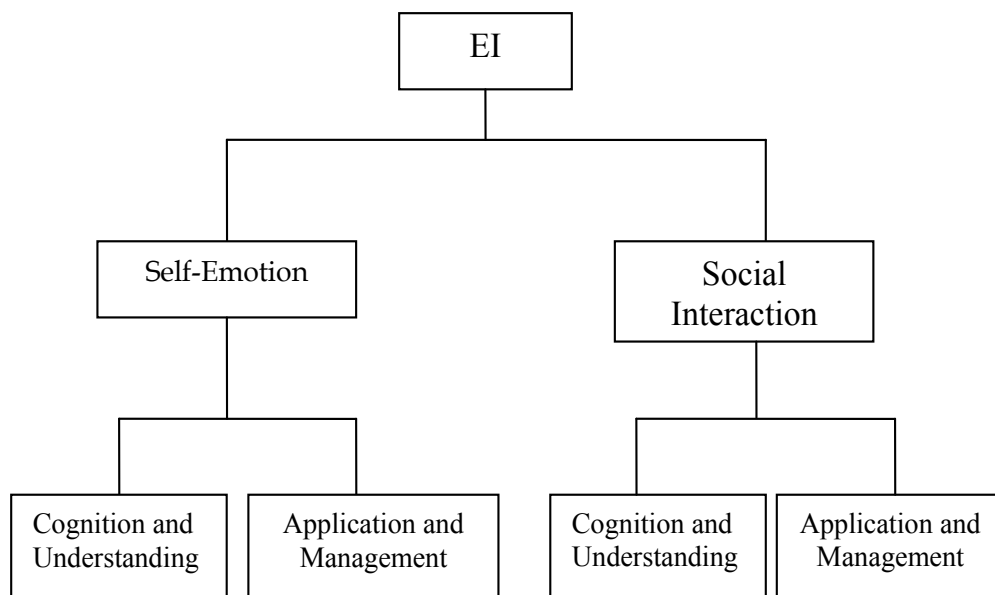 EI
Self-Emotion
Social
Interaction
Cognition and
Understanding
Application and
Management
Cognition and
Understanding
Application and
Management